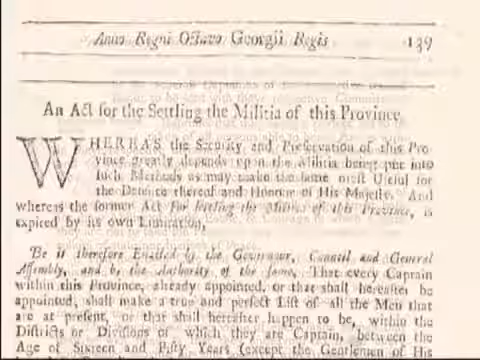 Anno Regni Octavo Georgii Regis 139
An Act for the Settling the Militia of this Province
WHEREAS the Security and Preservation of this Pro
vince greatly depends upon the Militia being put into
such Methods as may make the same most Useful for
the Defence thereof and Honour of His Majestie. And
whereas the former Act for settling the Militia of this Province, is
expired by its own Limitation,
Be it therefore Enacted by the Governour, Council and General
Assembly, and by the Authority of the same, That every Captain
within this Province, already appointed, or that shall hereafter be
appointed, shall make a true and perfect List of all the Men that
are at present, or that shall hereafter happen to be, within the
Districts or Divisions of which they are Captain, between the
Age of Sixteen and Fifty Years (except the Gentlemen of His